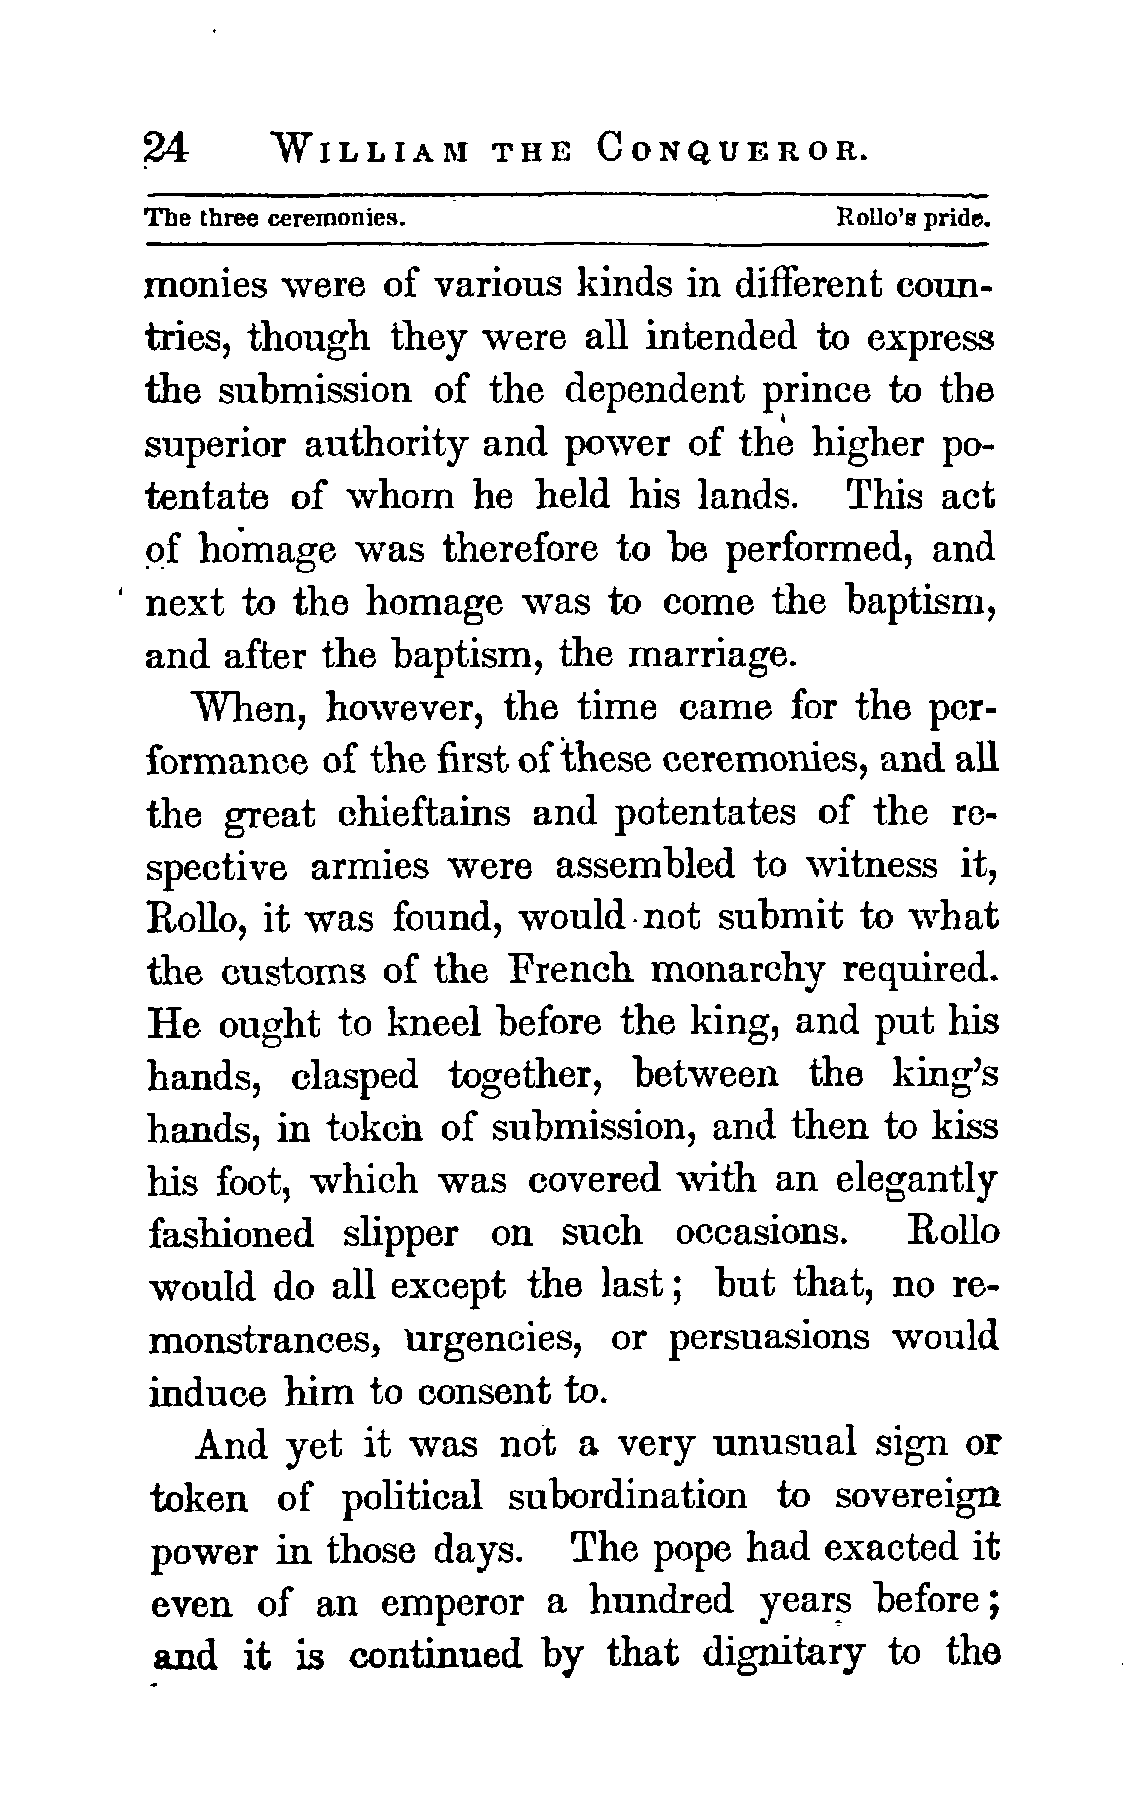 24 WILLIAM THE CONQUEROR.
The three ceremonies. Rollo's pride.
monies were of various kinds in different coun-
tries, though they were all intended to express
the submission of the dependent prince to the
superior authority and power of the higher po-
tentate of whom he held his lands. This act
of homage was therefore to be performed, and
next to the homage was to come the baptism,
and after the baptism, the marriage.
When, however, the time came for the per-
formance of the first of these ceremonies, and all
the great chieftains and potentates of the re-
spective armies were assembled to witness it,
Rollo, it was found, would not submit to what
the customs of the French monarchy required.
He ought to kneel before the king, and put his
hands, clasped together, between the king's
hands, in token of submission, and then to kiss
his foot, which was covered with an elegantly
fashioned slipper on such occasions. Rollo
would do all except the last; but that, no re-
monstrances, urgencies, or persuasions would
induce him to consent to.
And yet it was not a very unusual sign or
token of political subordination to sovereign
power in those days. The pope had exacted it
even of an emperor a hundred years before;
and it is continued by that dignitary to the